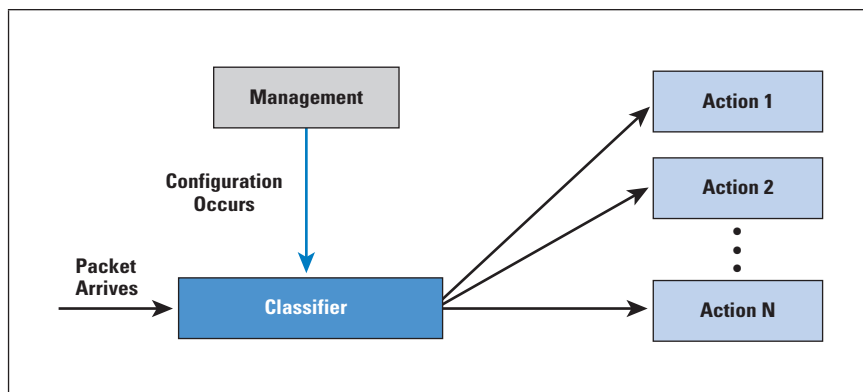 Management
Action 1
Configuration
Occurs
Action 2
Packet
Arrives
Classifier
Action N